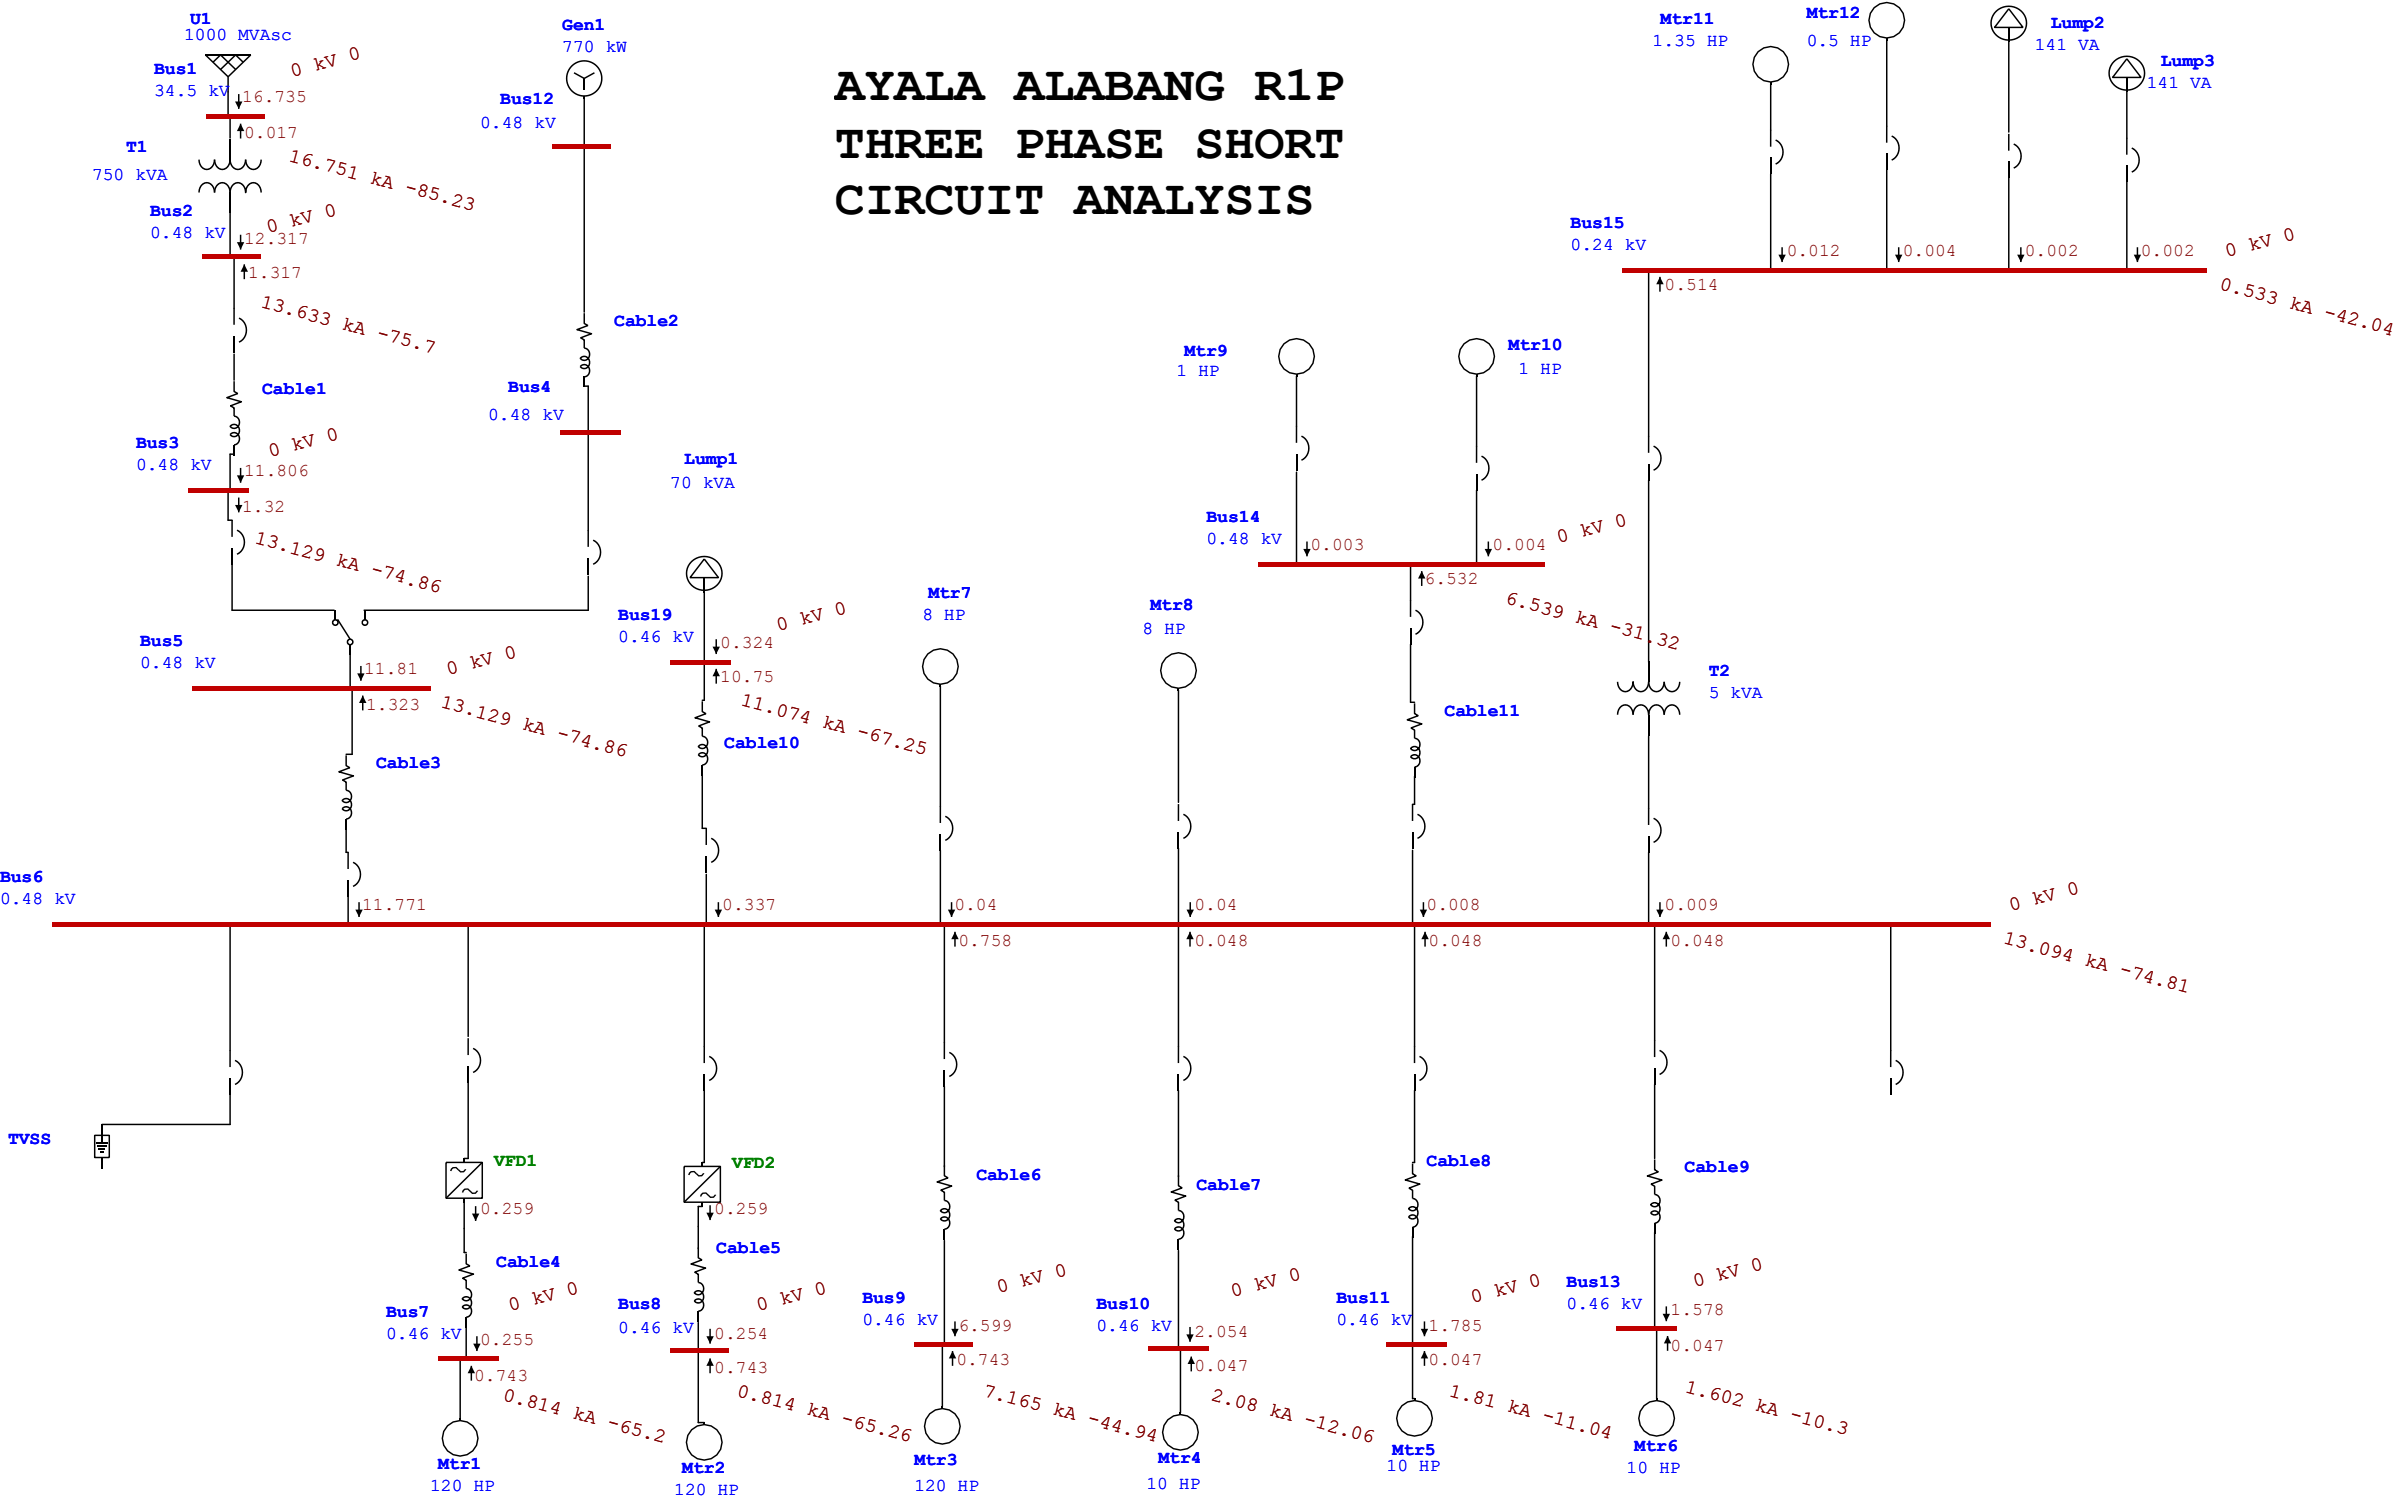 U1
1000 MVAsc
Bus1
34.5 kV
0 kV 0
16.735
0.017
16.751 kA -85.23
T1
750 kVA
Bus2
0.48 kV
0 kV 0
12.317
1.317
13.633 kA -75.7
Cable1
Bus3
0.48 kV
0 kV 0
11.806
1.32
13.129 kA -74.86
Gen1
770 kW
Bus12
0.48 kV
Cable2
Bus4
0.48 kV
AYALA ALABANG R1P
THREE PHASE SHORT
CIRCUIT ANALYSIS
Mtr11
1.35 HP
Mtr12
0.5 HP
Lump2
141 VA
Lump3
141 VA
Bus15
0.24 kV
0.012
0.004
0.002
0.002
0 kV 0
0.514
0.533 kA -42.04
Mtr9
1 HP
Mtr10
1 HP
Bus14
0.48 kV
0.003
0.004
0 kV 0
6.532
6.539 kA -31.32
Cable11
T2
5 kVA
Bus5
0.48 kV
11.81
0 kV 0
1.323
13.129 kA -74.86
Cable3
Lump1
70 kVA
Bus19
0.46 kV
0.324
0 kV 0
10.75
11.074 kA -67.25
Cable10
Mtr7
8 HP
Mtr8
8 HP
Bus6
0.48 kV
11.771
0.337
0.04
0.04
0.008
0.009
0 kV 0
0.758
0.048
0.048
0.048
13.094 kA -74.81
TVSS
VFD1
0.259
Cable4
Bus7
0.46 kV
0 kV 0
0.255
0.743
0.814 kA -65.2
Mtr1
120 HP
VFD2
0.259
Cable5
Bus8
0.46 kV
0 kV 0
0.254
0.743
0.814 kA -65.26
Mtr2
120 HP
Cable6
Bus9
0.46 kV
0 kV 0
6.599
0.743
7.165 kA -44.94
Mtr3
120 HP
Cable7
Bus10
0.46 kV
0 kV 0
2.054
0.047
2.08 kA -12.06
Mtr4
10 HP
Cable8
Bus11
0.46 kV
0 kV 0
1.785
0.047
1.81 kA -11.04
Mtr5
10 HP
Cable9
Bus13
0.46 kV
0 kV 0
1.578
0.047
1.602 kA -10.3
Mtr6
10 HP